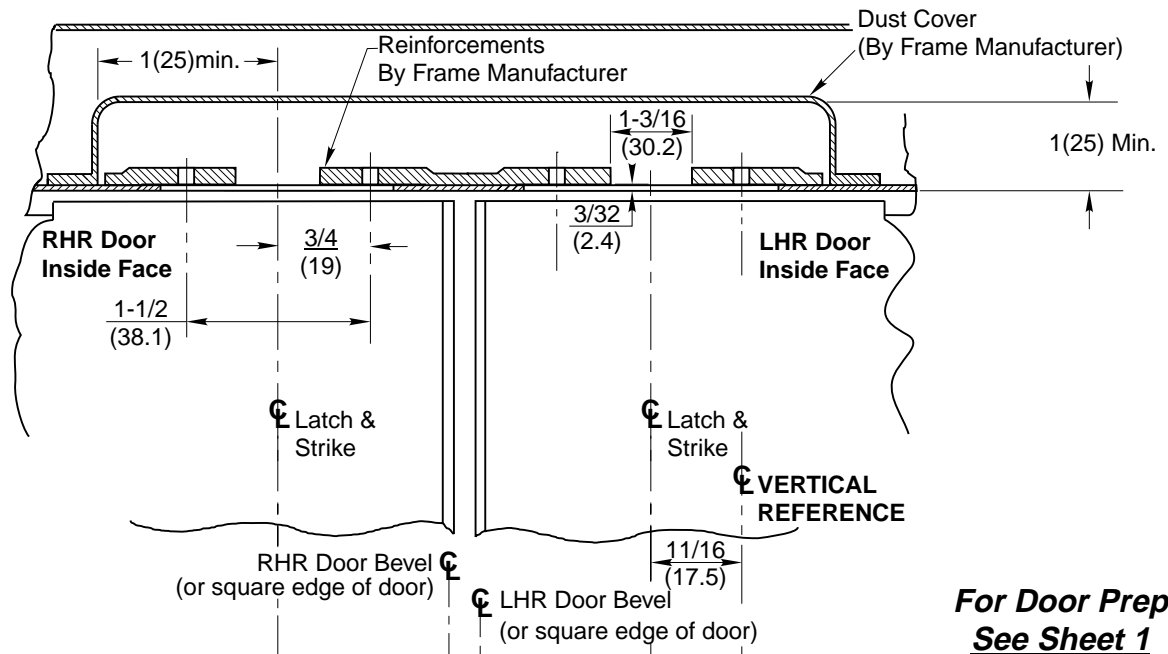 Dust Cover
(By Frame Manufacturer)
Reinforcements
By Frame Manufacturer
1(25)min.
1-3/16
(30.2)
1(25) Min.
3/32
(2.4)
RHR Door
Inside Face
3/4
(19)
LHR Door
Inside Face
1-1/2
(38.1)
℄ Latch &
Strike
℄ Latch &
Strike
℄ VERTICAL
REFERENCE
11/16
(17.5)
RHR Door Bevel ℄
(or square edge of door)
℄ LHR Door Bevel
(or square edge of door)
For Door Prep
See Sheet 1